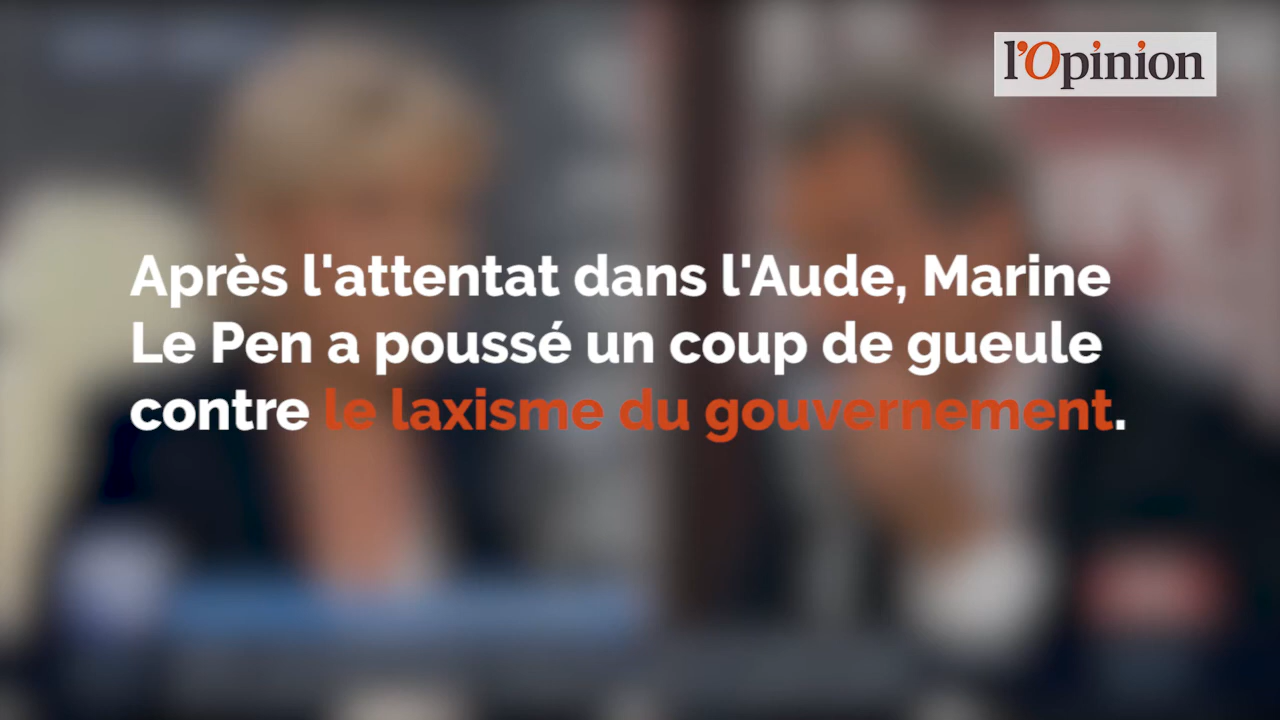 l'Opinion
Après l'attentat dans l'Aude, Marine
Le Pen a poussé un coup de gueule
contre le laxisme du gouvernement.